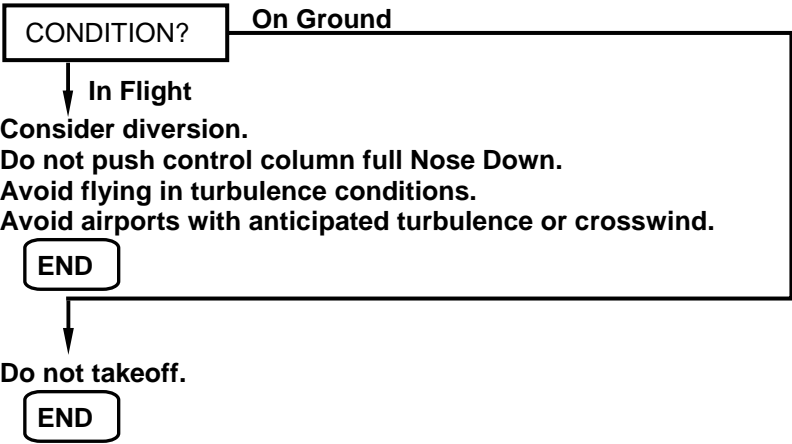 CONDITION?
On Ground
In Flight
Consider diversion.
Do not push control column full Nose Down.
Avoid flying in turbulence conditions.
Avoid airports with anticipated turbulence or crosswind.
END
Do not takeoff.
END